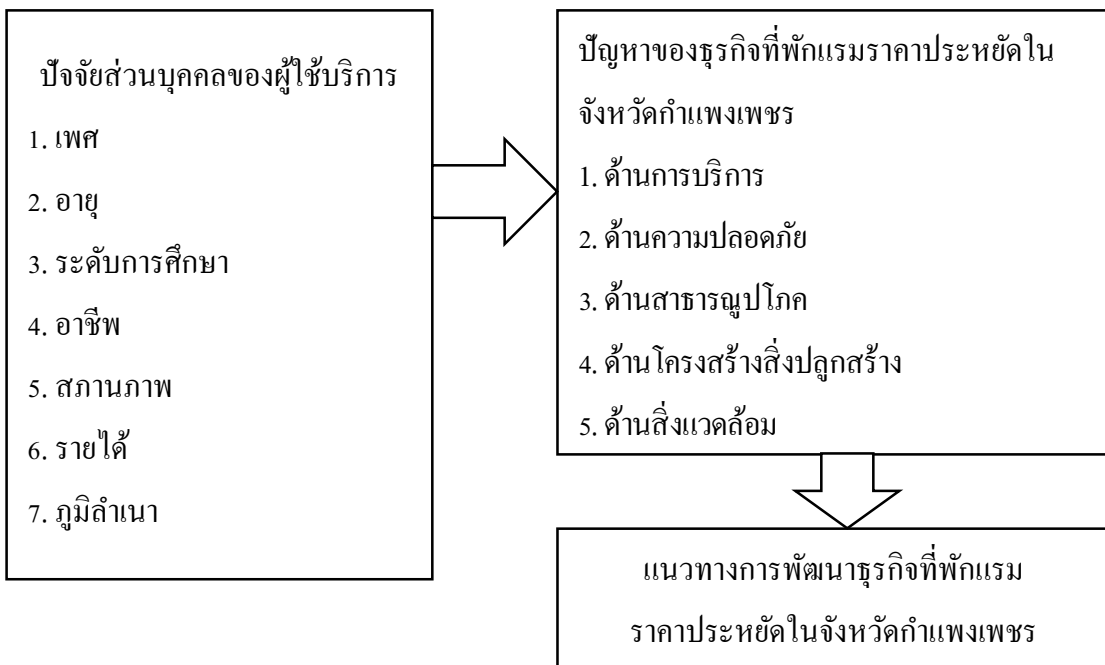 ปัจจัยส่วนบุคคลของผู้ใช้บริการ
1. เพศ
2. อายุ
3. ระดับการศึกษา
4. อาชีพ
5. สภานภาพ
6. รายได้
7. ภูมิลำเนา
ปัญหาของธุรกิจที่พักแรมราคาประหยัดใน
จังหวัดกำแพงเพชร
1. ด้านการบริการ
2. ด้านความปลอดภัย
3. ด้านสาธารณูปโภค
4. ด้านโครงสร้างสิ่งปลูกสร้าง
5. ด้านสิ่งแวดล้อม
แนวทางการพัฒนาธุรกิจที่พักแรม
ราคาประหยัดในจังหวัดกำแพงเพชร